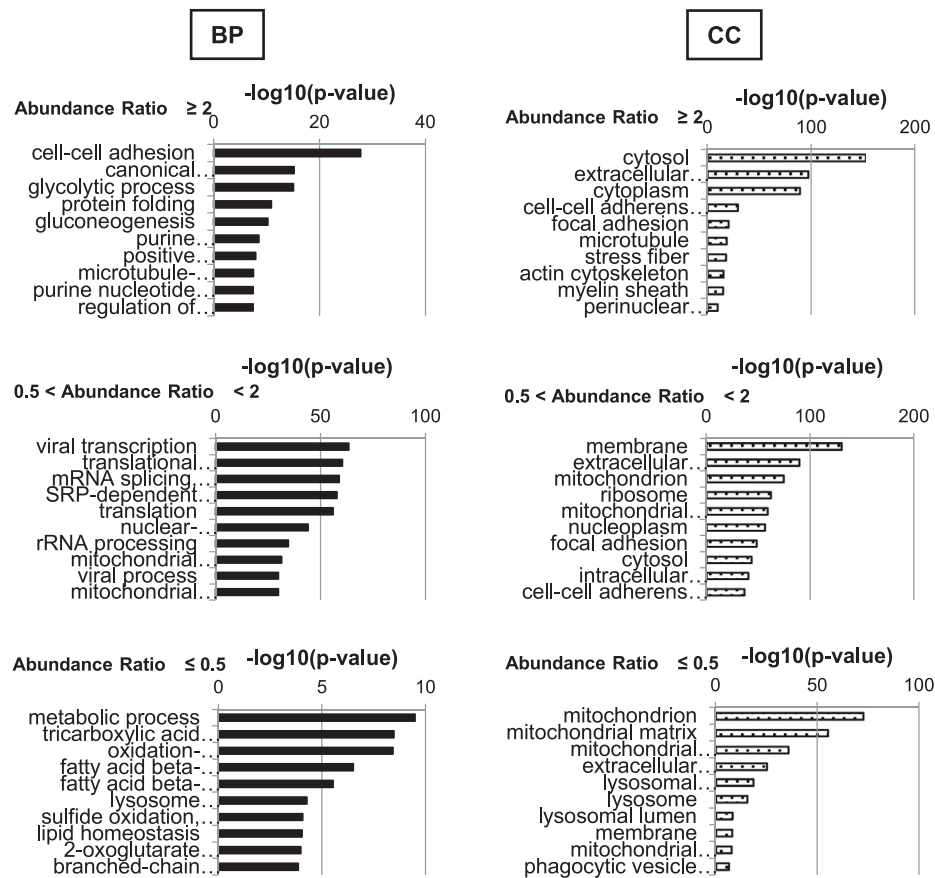 BP
-log10(p-value)
Abundance Ratio ≥ 2
0 20 40
cell-cell adhesion
canonical…
glycolytic process
protein folding
gluconeogenesis
purine…
positive…
microtubule-…
purine nucleotide…
regulation of…
-log10(p-value)
0.5 < Abundance Ratio < 2
0 50 100
viral transcription
translational…
mRNA splicing,…
SRP-dependent…
translation
nuclear-…
rRNA processing
mitochondrial…
viral process
mitochondrial…
Abundance Ratio ≤ 0.5 -log10(p-value)
0 5 10
metabolic process
tricarboxylic acid…
oxidation-…
fatty acid beta-…
fatty acid beta-…
lysosome…
sulfide oxidation,…
lipid homeostasis
2-oxoglutarate…
branched-chain…
CC
-log10(p-value)
Abundance Ratio ≥ 2
0 100 200
cytosol
extracellular…
cytoplasm
cell-cell adherens…
focal adhesion
microtubule
stress fiber
actin cytoskeleton
myelin sheath
perinuclear…
-log10(p-value)
0.5 < Abundance Ratio < 2
0 100 200
membrane
extracellular…
mitochondrion
ribosome
mitochondrial…
nucleoplasm
focal adhesion
cytosol
intracellular…
cell-cell adherens…
Abundance Ratio ≤ 0.5 -log10(p-value)
0 50 100
mitochondrion
mitochondrial matrix
mitochondrial…
extracellular…
lysosomal…
lysosome
lysosomal lumen
membrane
mitochondrial…
phagocytic vesicle…